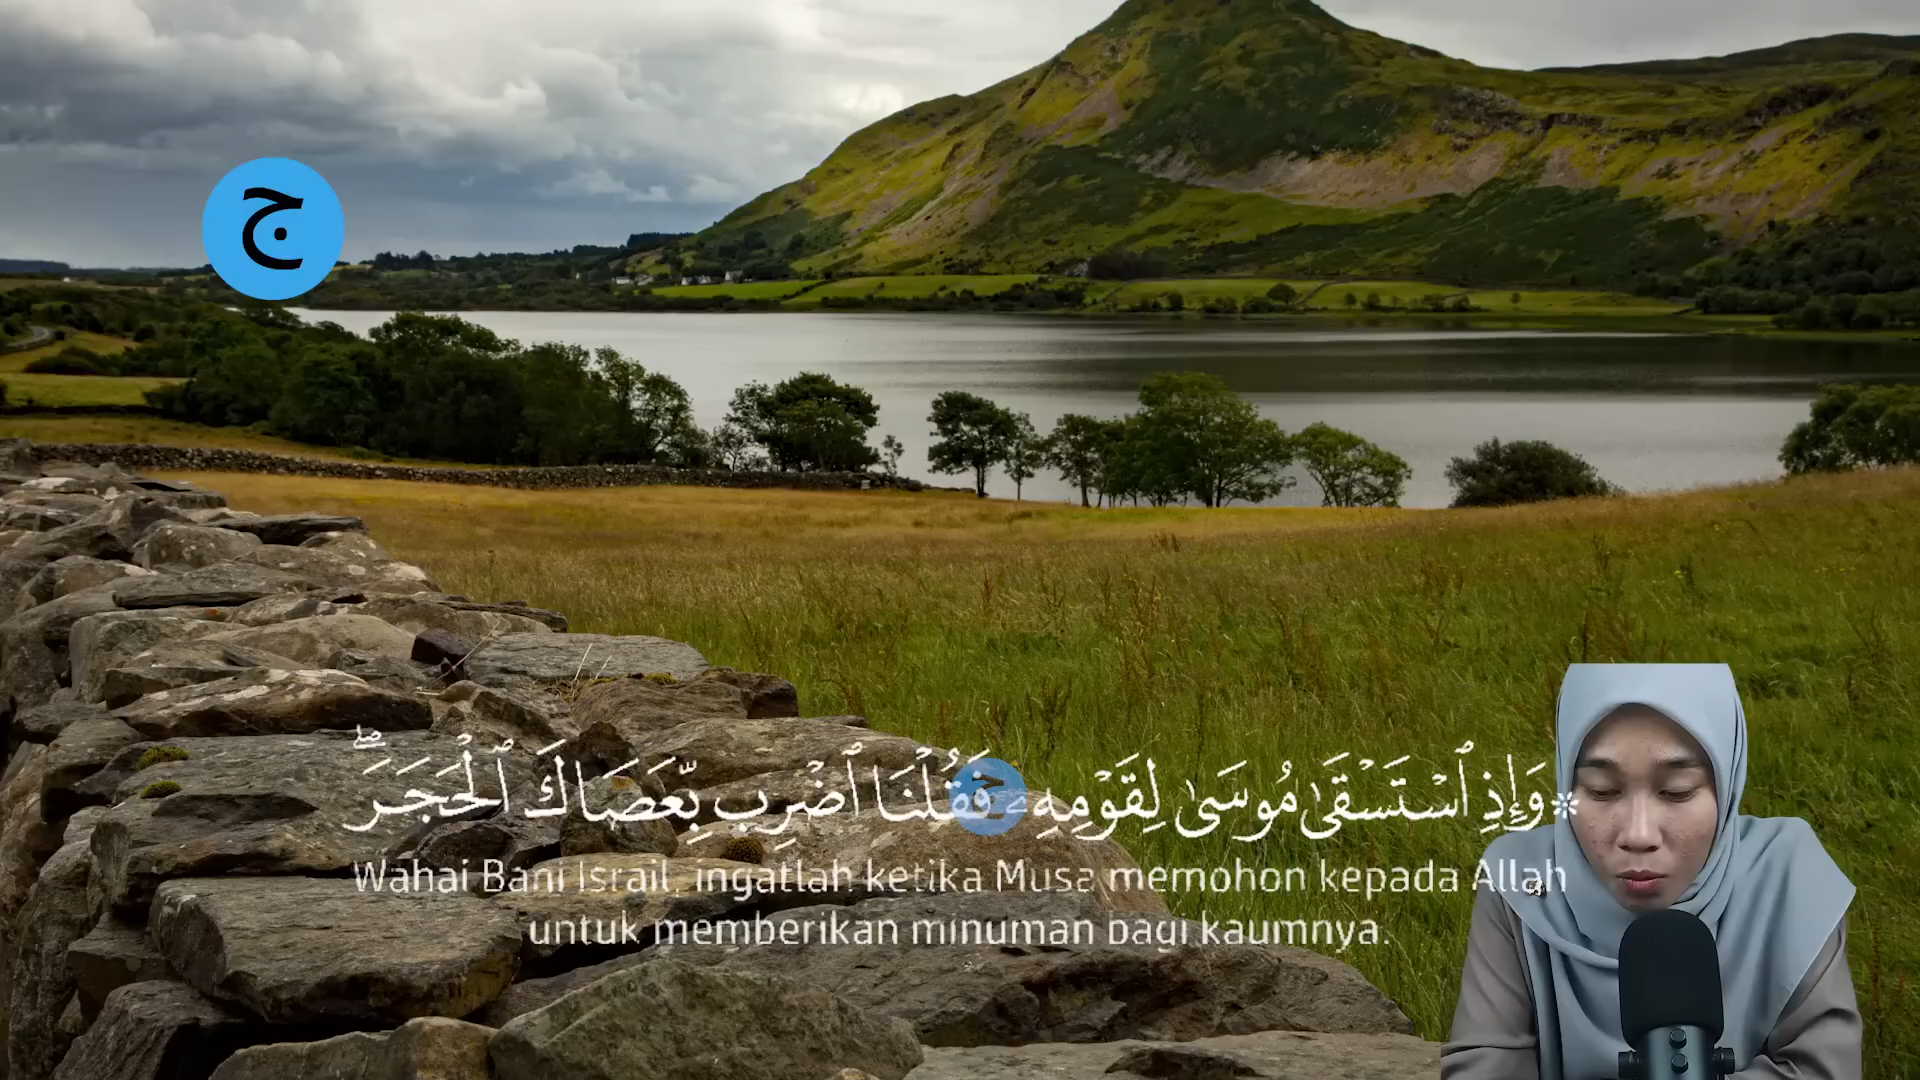 ج
۞ وَإِذِ ٱسْتَسْقَىٰ مُوسَىٰ لِقَوْمِهِۦ فَقُلْنَا ٱضْرِب بِّعَصَاكَ ٱلْحَجَرَ ۖ
Wahai Bani Israil, ingatlah ketika Musa memohon kepada Allah
untuk memberikan minuman bagi kaumnya.